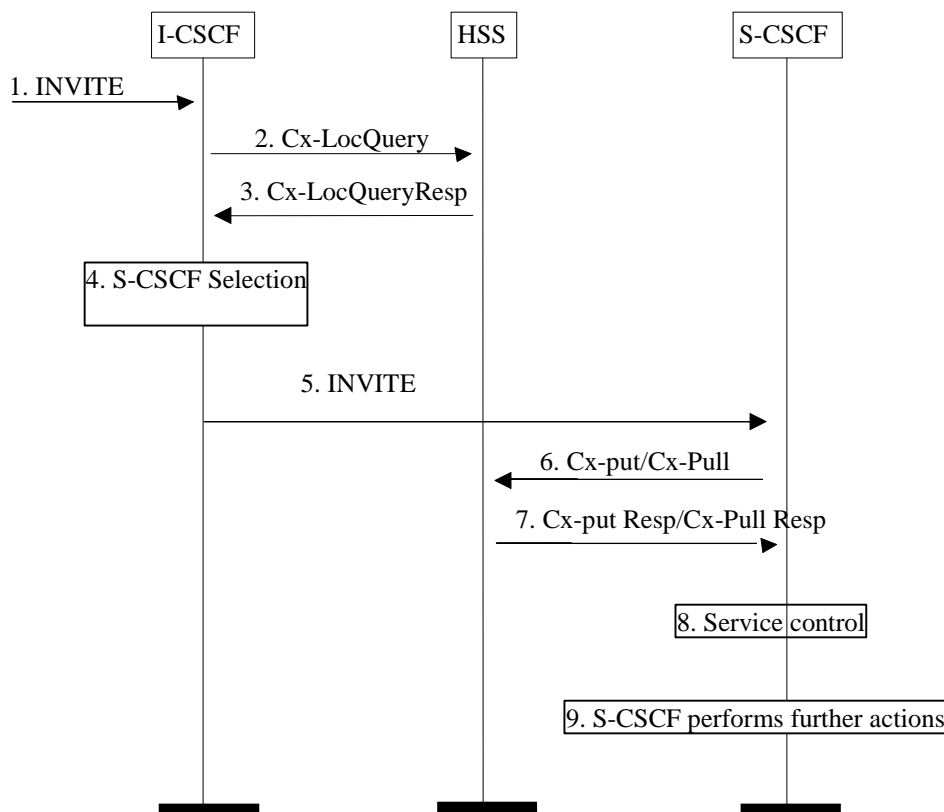 I-CSCF
HSS
S-CSCF
1. INVITE
2. Cx-LocQuery
3. Cx-LocQueryResp
4. S-CSCF Selection
5. INVITE
6. Cx-put/Cx-Pull
7. Cx-put Resp/Cx-Pull Resp
8. Service control
9. S-CSCF performs further actions